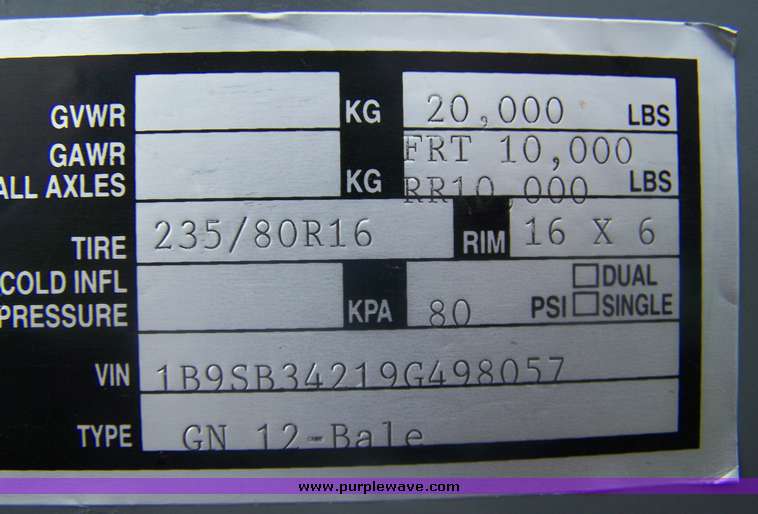 GVWR KG 20,000 LBS
GAWR FRT 10,000
ALL AXLES KG RR10,000 LBS
TIRE 235/80R16 RIM 16 X 6
COLD INFL DUAL
PRESSURE KPA 80 PSI SINGLE
VIN 1B9SB34219G498057
TYPE GN 12-Bale
www.purplewave.com